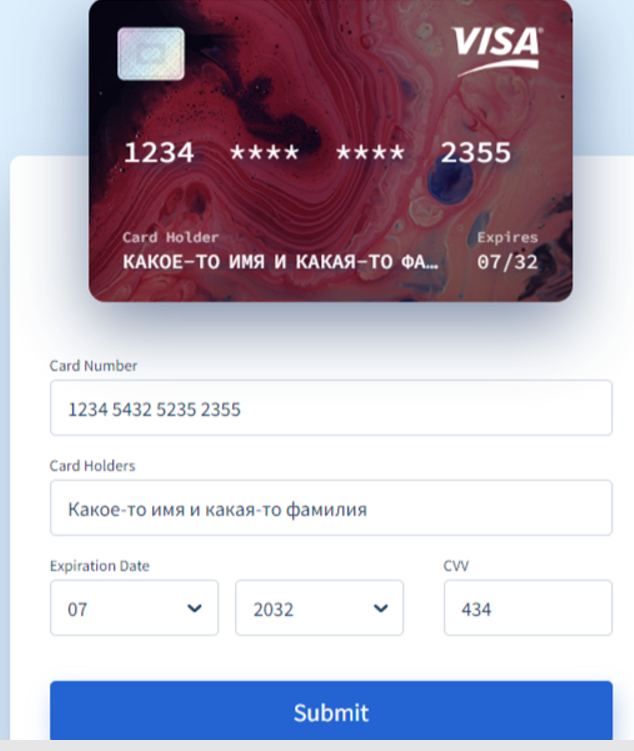 VISA
1234 **** **** 2355
Card Holder Expires
КАКОЕ-ТО ИМЯ И КАКАЯ-ТО ФА… 07/32
Card Number
1234 5432 5235 2355
Card Holders
Какое-то имя и какая-то фамилия
Expiration Date CVV
07 2032 434
Submit